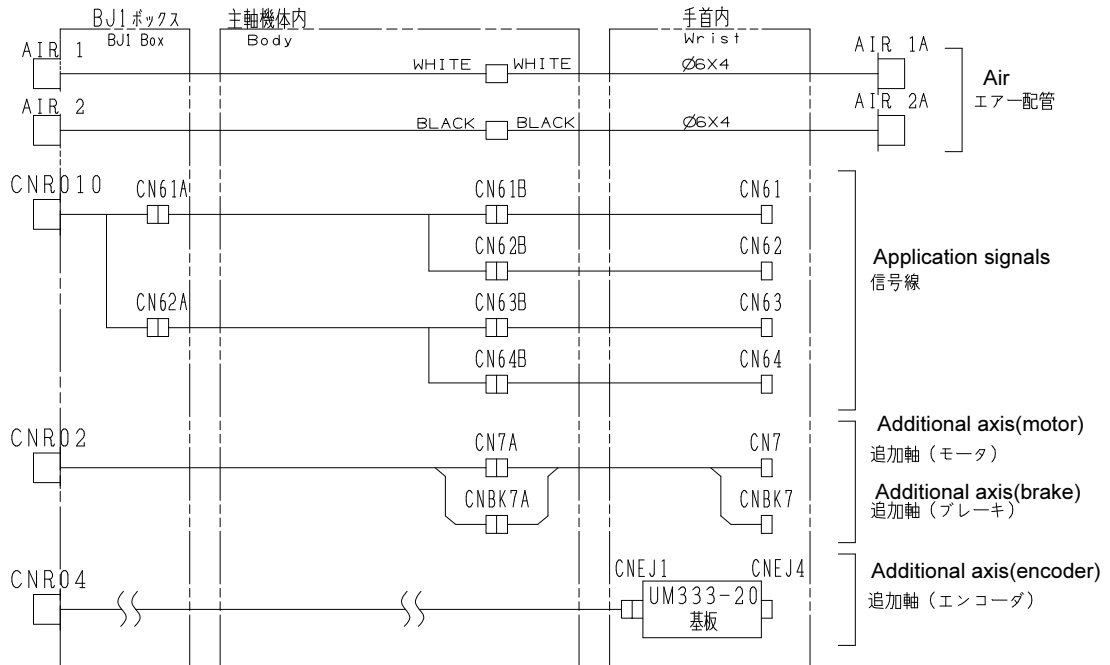 BJ1ボックス 主軸機体内 手首内
BJ1 Box Body Wrist
AIR 1 WHITE WHITE Ø6X4 AIR 1A
Air
エアー配管
AIR 2 BLACK BLACK Ø6X4 AIR 2A
CNR010 CN61A CN61B CN61
CN62B CN62
Application signals
信号線
CN62A CN63B CN63
CN64B CN64
CNR02 CN7A CN7
Additional axis(motor)
追加軸（モータ）
CNBK7A CNBK7
Additional axis(brake)
追加軸（ブレーキ）
CNR04 CNEJ1 CNEJ4
Additional axis(encoder)
追加軸（エンコーダ）
UM333-20
基板